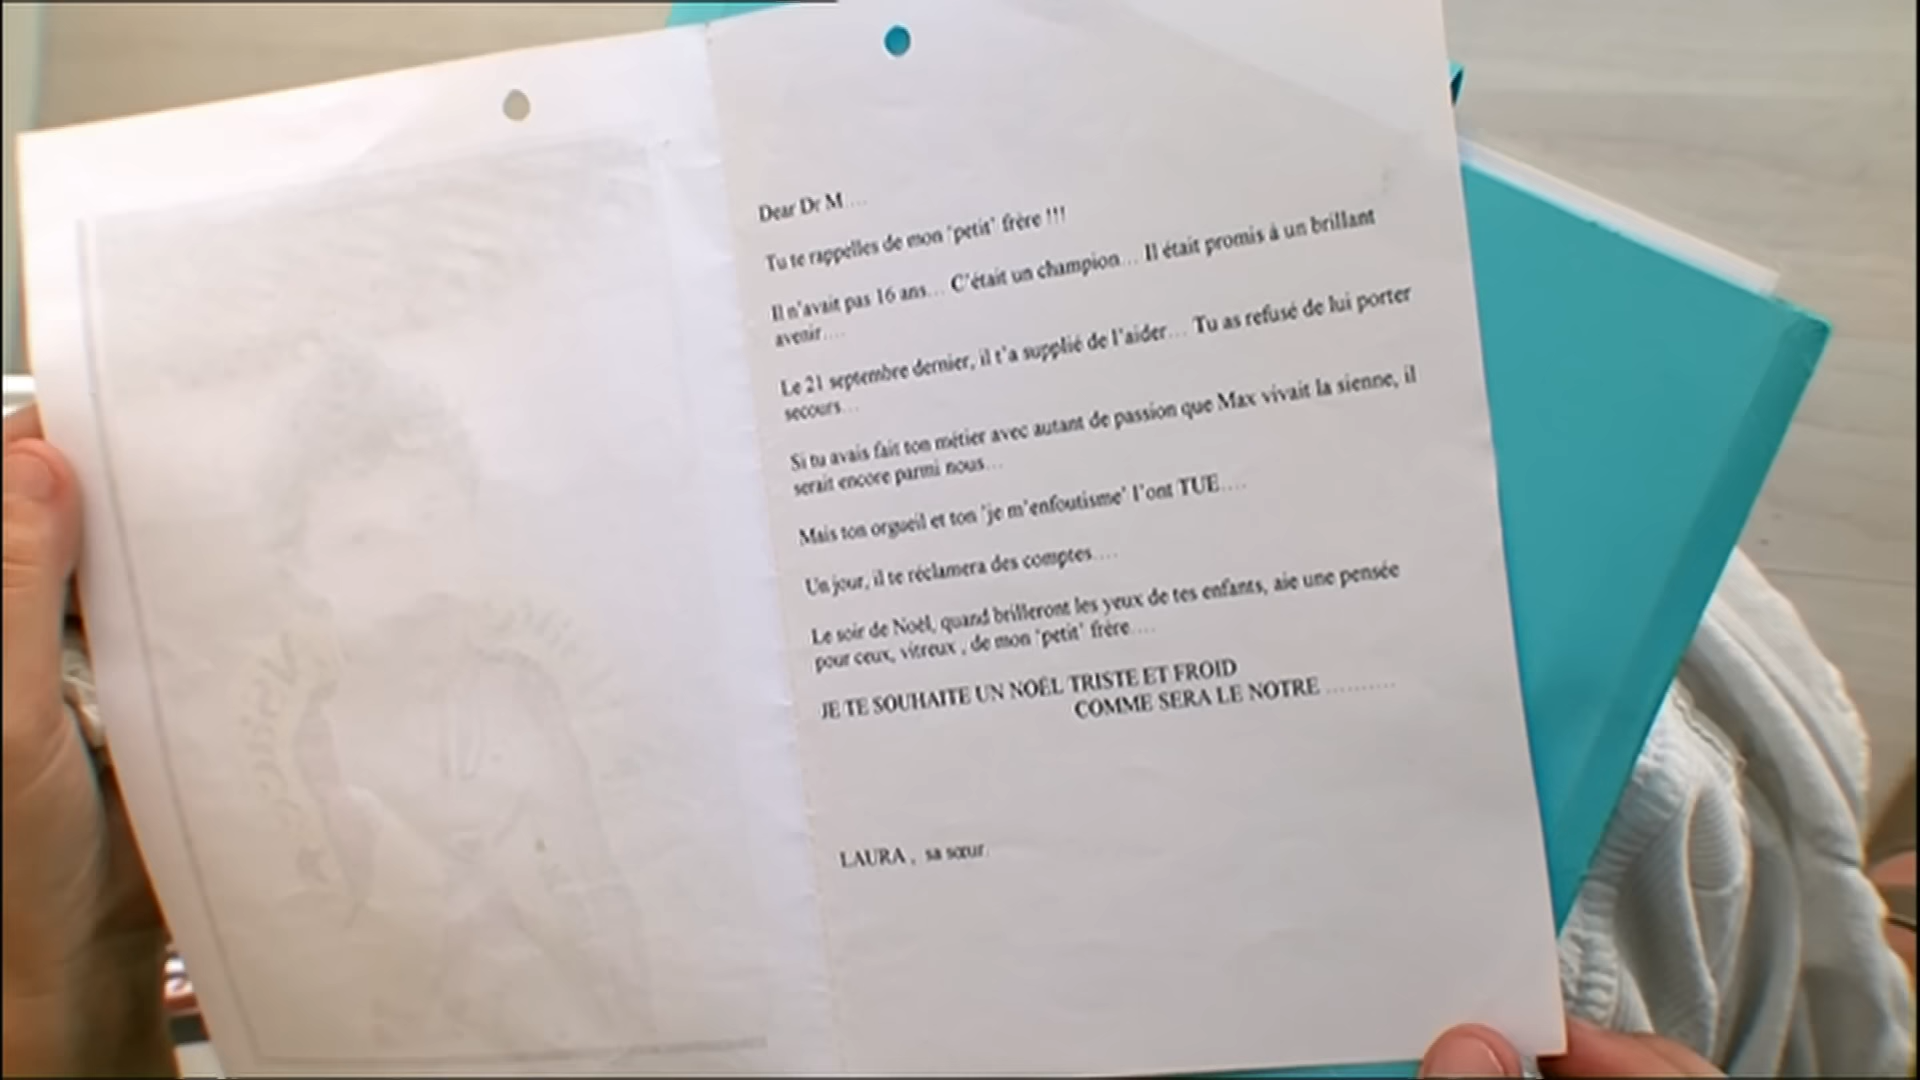 Dear Dr M....
Tu te rappelles de mon 'petit' frère !!!
Il n'avait pas 16 ans... C'était un champion... Il était promis à un brillant
avenir....
Le 21 septembre dernier, il t'a supplié de l'aider... Tu as refusé de lui porter
secours...
Si tu avais fait ton métier avec autant de passion que Max vivait la sienne, il
serait encore parmi nous...
Mais ton orgueil et ton 'je m'enfoutisme' l'ont TUE....
Un jour, il te réclamera des comptes....
Le soir de Noël, quand brilleront les yeux de tes enfants, aie une pensée
pour ceux, vitreux , de mon 'petit' frère....
JE TE SOUHAITE UN NOËL TRISTE ET FROID
COMME SERA LE NOTRE ..........
LAURA , sa sœur.